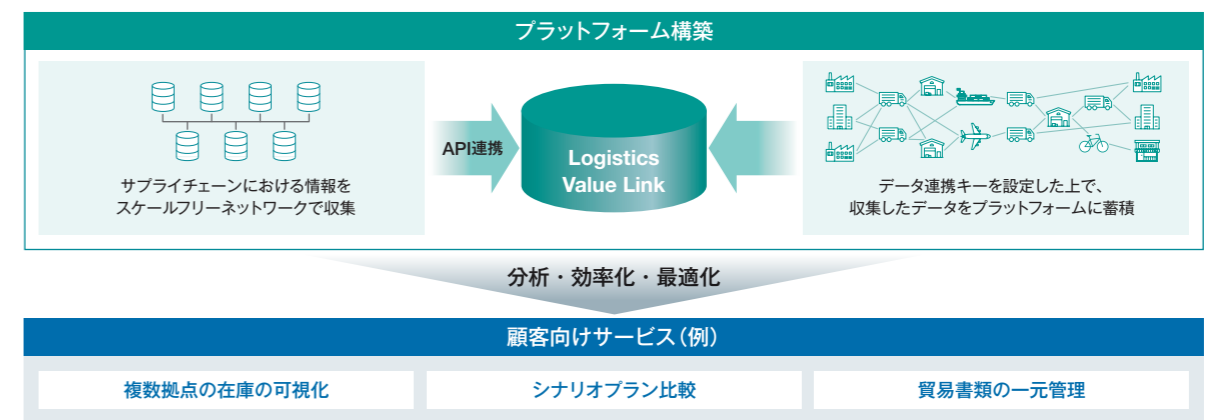 プラットフォーム構築
サプライチェーンにおける情報を
スケールフリーネットワークで収集
API連携
Logistics
Value Link
データ連携キーを設定した上で、
収集したデータをプラットフォームに蓄積
分析・効率化・最適化
顧客向けサービス（例）
複数拠点の在庫の可視化
シナリオプラン比較
貿易書類の一元管理